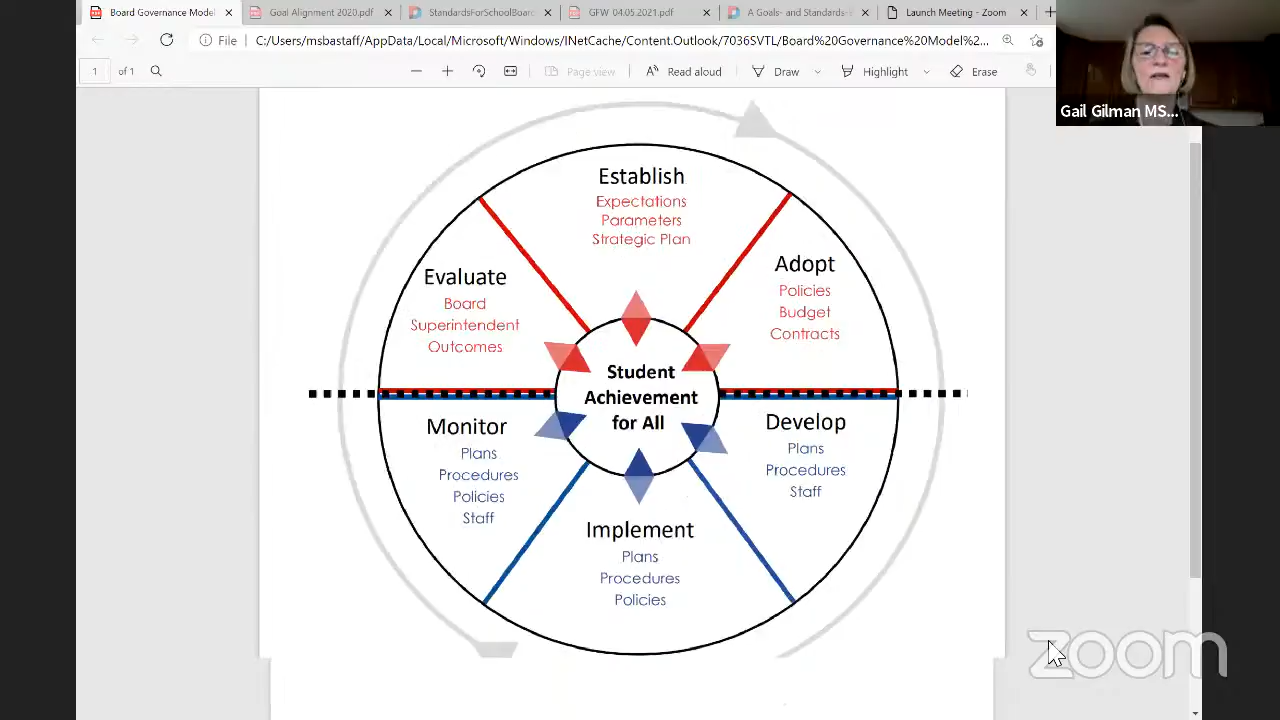 Board Governance Model
Goal Alignment 2020.pdf
StandardsForSchoolBoard
GFW 04.05.2021.pdf
A Goals- and Standards-
Launch Meeting - Zoom
File
C:/Users/msbastaff/AppData/Local/Microsoft/Windows/INetCache/Content.Outlook/7036SVTL/Board%20Governance%20Model%2...
1 of 1
Page view
Read aloud
Draw
Highlight
Erase
Gail Gilman MS...
Establish
Expectations
Parameters
Strategic Plan
Adopt
Policies
Budget
Contracts
Evaluate
Board
Superintendent
Outcomes
Student
Achievement
for All
Monitor
Plans
Procedures
Policies
Staff
Develop
Plans
Procedures
Staff
Implement
Plans
Procedures
Policies
zoom